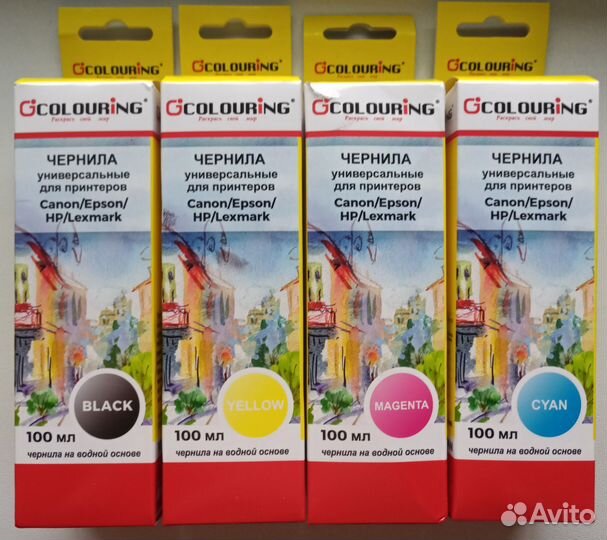 COLOURiNG
COLOURiNG
COLOURiNG
COLOURiNG
GCOLOURiNG®
Раскрась свой мир
ЧЕРНИЛА
универсальные
для принтеров
Canon/Epson/
HP/Lexmark
BLACK
100 мл
чернила на водной основе
GCOLOURiNG®
Раскрась свой мир
ЧЕРНИЛА
универсальные
для принтеров
Canon/Epson/
HP/Lexmark
YELLOW
100 мл
чернила на водной основе
GCOLOURiNG®
Раскрась свой мир
ЧЕРНИЛА
универсальные
для принтеров
Canon/Epson/
HP/Lexmark
MAGENTA
100 мл
чернила на водной основе
GCOLOURiNG®
Раскрась свой мир
ЧЕРНИЛА
универсальные
для принтеров
Canon/Epson/
HP/Lexmark
CYAN
100 мл
чернила на водной основе
Avito